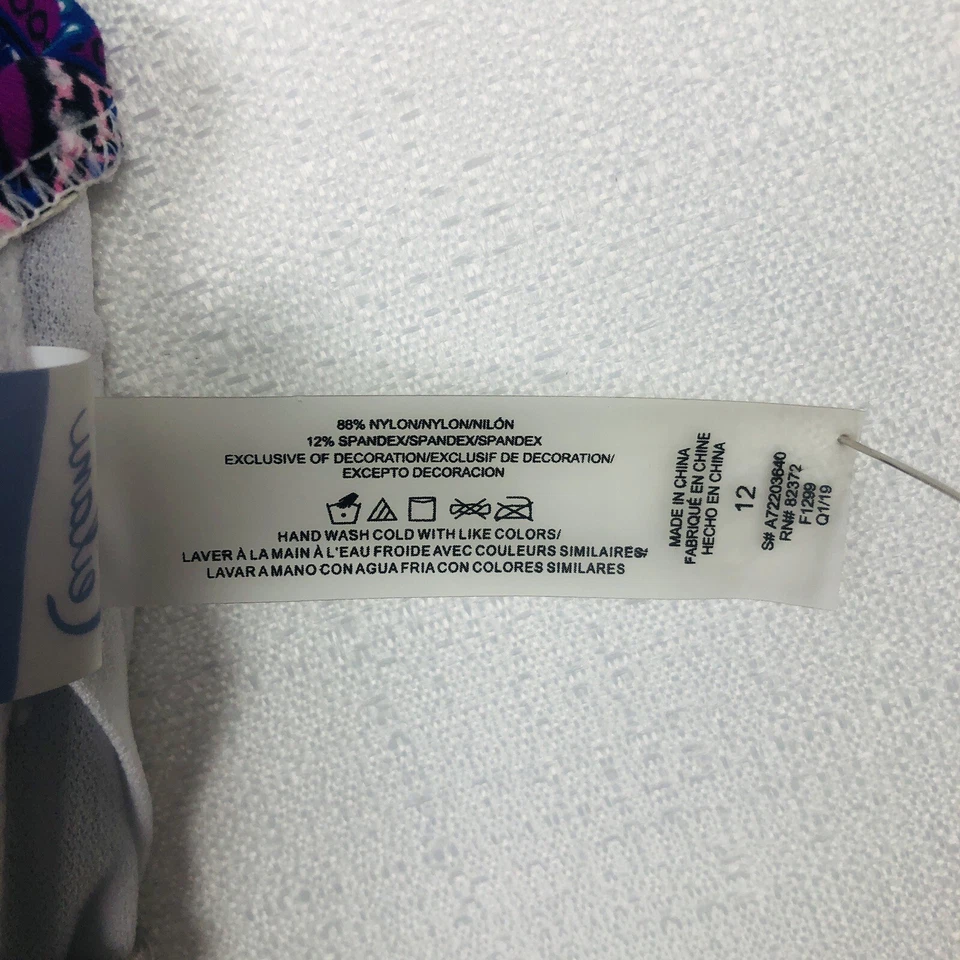 88% NYLON/NYLON/NILÓN
12% SPANDEX/SPANDEX/SPANDEX
EXCLUSIVE OF DECORATION/EXCLUSIF DE DECORATION/
EXCEPTO DECORACION
HAND WASH COLD WITH LIKE COLORS/
LAVER À LA MAIN À L'EAU FROIDE AVEC COULEURS SIMILAIRES/
LAVAR A MANO CON AGUA FRIA CON COLORES SIMILARES
MADE IN CHINA
FABRIQUÉ EN CHINE
HECHO EN CHINA
12
S# A72203640
RN# 82372
F1299
Q1/19